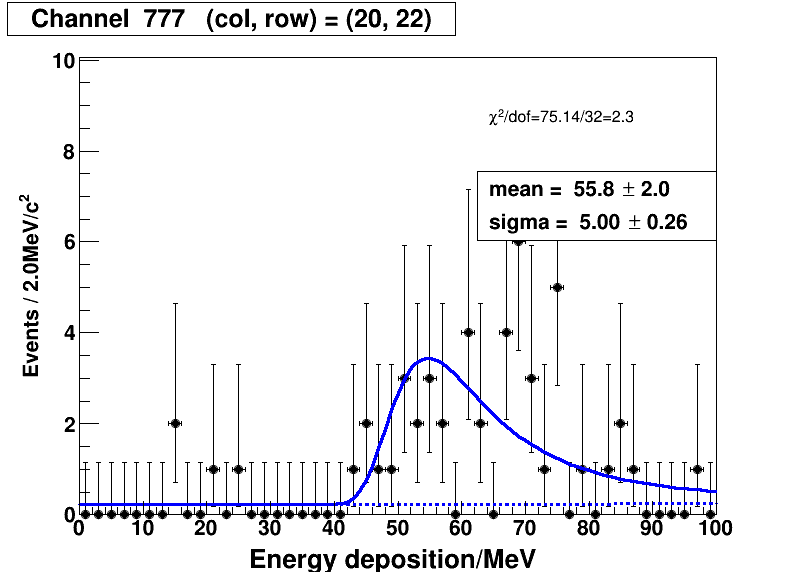 Channel 777 (col, row) = (20, 22)
χ²/dof=75.14/32=2.3
mean = 55.8 ± 2.0
sigma = 5.00 ± 0.26
Events / 2.0MeV/c²
10
8
6
4
2
0
0 10 20 30 40 50 60 70 80 90 100
Energy deposition/MeV